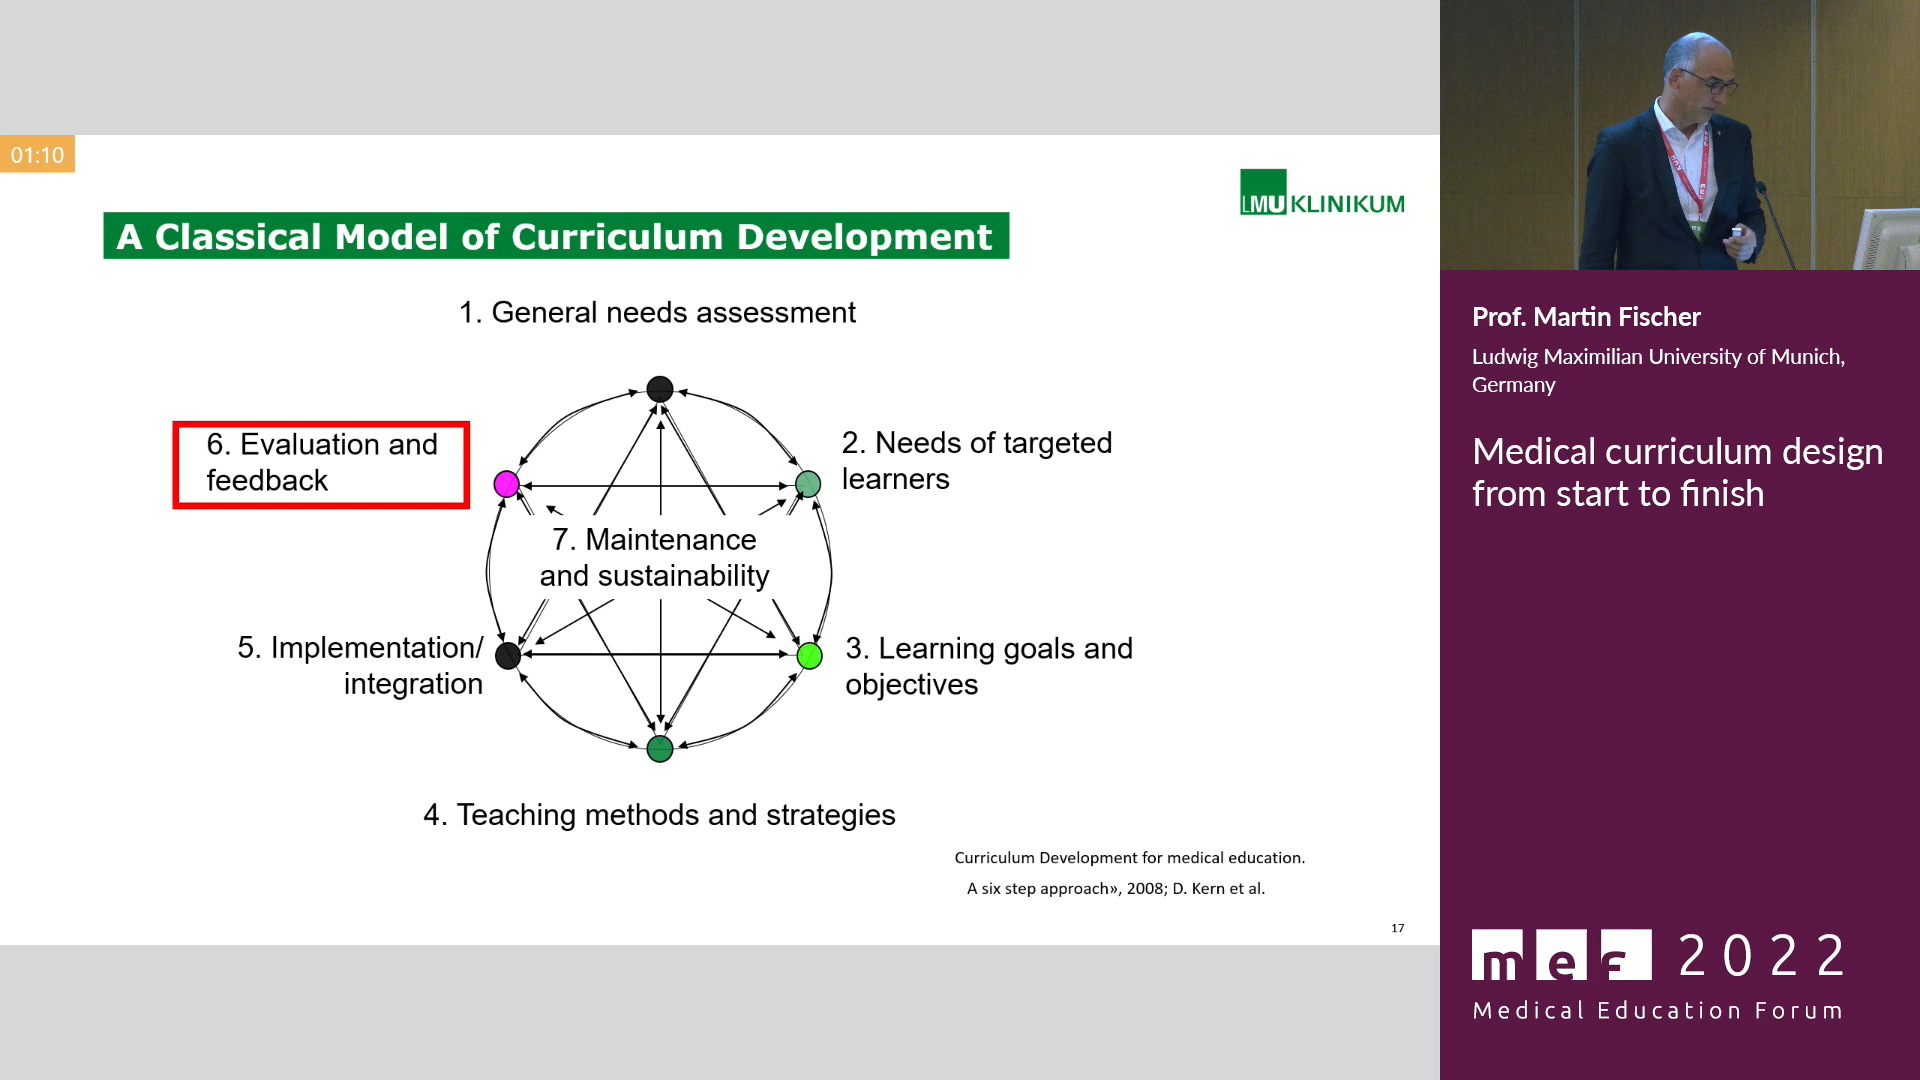 01:10
LMU KLINIKUM
A Classical Model of Curriculum Development
1. General needs assessment
6. Evaluation and
feedback
2. Needs of targeted
learners
7. Maintenance
and sustainability
5. Implementation/
integration
3. Learning goals and
objectives
4. Teaching methods and strategies
Curriculum Development for medical education.
A six step approach», 2008; D. Kern et al.
17
Prof. Martin Fischer
Ludwig Maximilian University of Munich,
Germany
Medical curriculum design
from start to finish
mef 2022
Medical Education Forum